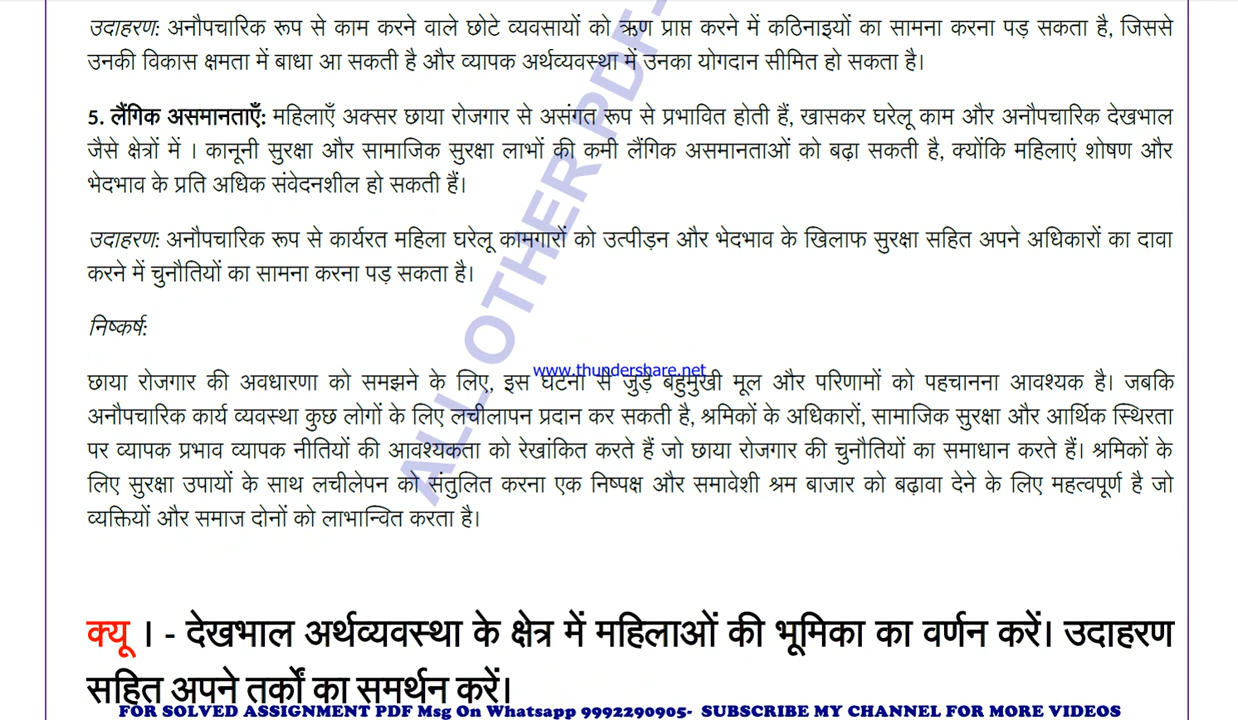 उदाहरण: अनौपचारिक रूप से काम करने वाले छोटे व्यवसायों को ऋण प्राप्त करने में कठिनाइयों का सामना करना पड़ सकता है, जिससे
उनकी विकास क्षमता में बाधा आ सकती है और व्यापक अर्थव्यवस्था में उनका योगदान सीमित हो सकता है।
5. लैंगिक असमानताएँ: महिलाएँ अक्सर छाया रोजगार से असंगत रूप से प्रभावित होती हैं, खासकर घरेलू काम और अनौपचारिक देखभाल
जैसे क्षेत्रों में । कानूनी सुरक्षा और सामाजिक सुरक्षा लाभों की कमी लैंगिक असमानताओं को बढ़ा सकती है, क्योंकि महिलाएं शोषण और
भेदभाव के प्रति अधिक संवेदनशील हो सकती हैं।
उदाहरण: अनौपचारिक रूप से कार्यरत महिला घरेलू कामगारों को उत्पीड़न और भेदभाव के खिलाफ सुरक्षा सहित अपने अधिकारों का दावा
करने में चुनौतियों का सामना करना पड़ सकता है।
निष्कर्ष:
www.thundershare.net
छाया रोजगार की अवधारणा को समझने के लिए, इस घटना से जुड़े बहुमुखी मूल और परिणामों को पहचानना आवश्यक है। जबकि
अनौपचारिक कार्य व्यवस्था कुछ लोगों के लिए लचीलापन प्रदान कर सकती है, श्रमिकों के अधिकारों, सामाजिक सुरक्षा और आर्थिक स्थिरता
पर व्यापक प्रभाव व्यापक नीतियों की आवश्यकता को रेखांकित करते हैं जो छाया रोजगार की चुनौतियों का समाधान करते हैं। श्रमिकों के
लिए सुरक्षा उपायों के साथ लचीलेपन को संतुलित करना एक निष्पक्ष और समावेशी श्रम बाजार को बढ़ावा देने के लिए महत्वपूर्ण है जो
व्यक्तियों और समाज दोनों को लाभान्वित करता है।
ALL OTHER PDF-
क्यू । - देखभाल अर्थव्यवस्था के क्षेत्र में महिलाओं की भूमिका का वर्णन करें। उदाहरण
सहित अपने तर्कों का समर्थन करें।
FOR SOLVED ASSIGNMENT PDF Msg On Whatsapp 9992290905- SUBSCRIBE MY CHANNEL FOR MORE VIDEOS